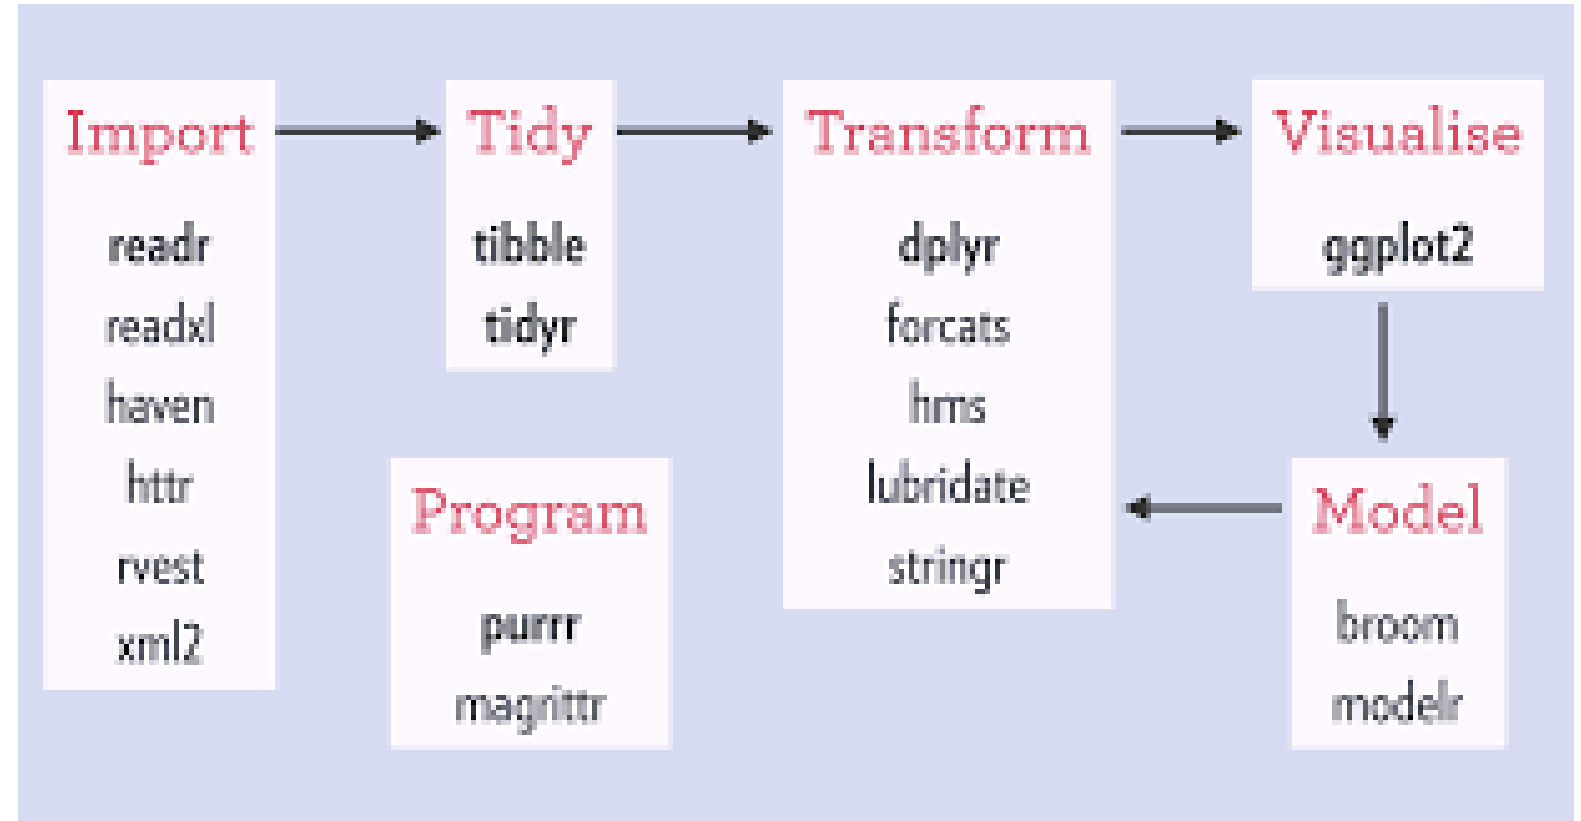 Import
readr
readxl
haven
httr
rvest
xml2
Tidy
tibble
tidyr
Program
purrr
magrittr
Transform
dplyr
forcats
hms
lubridate
stringr
Visualise
ggplot2
Model
broom
modelr